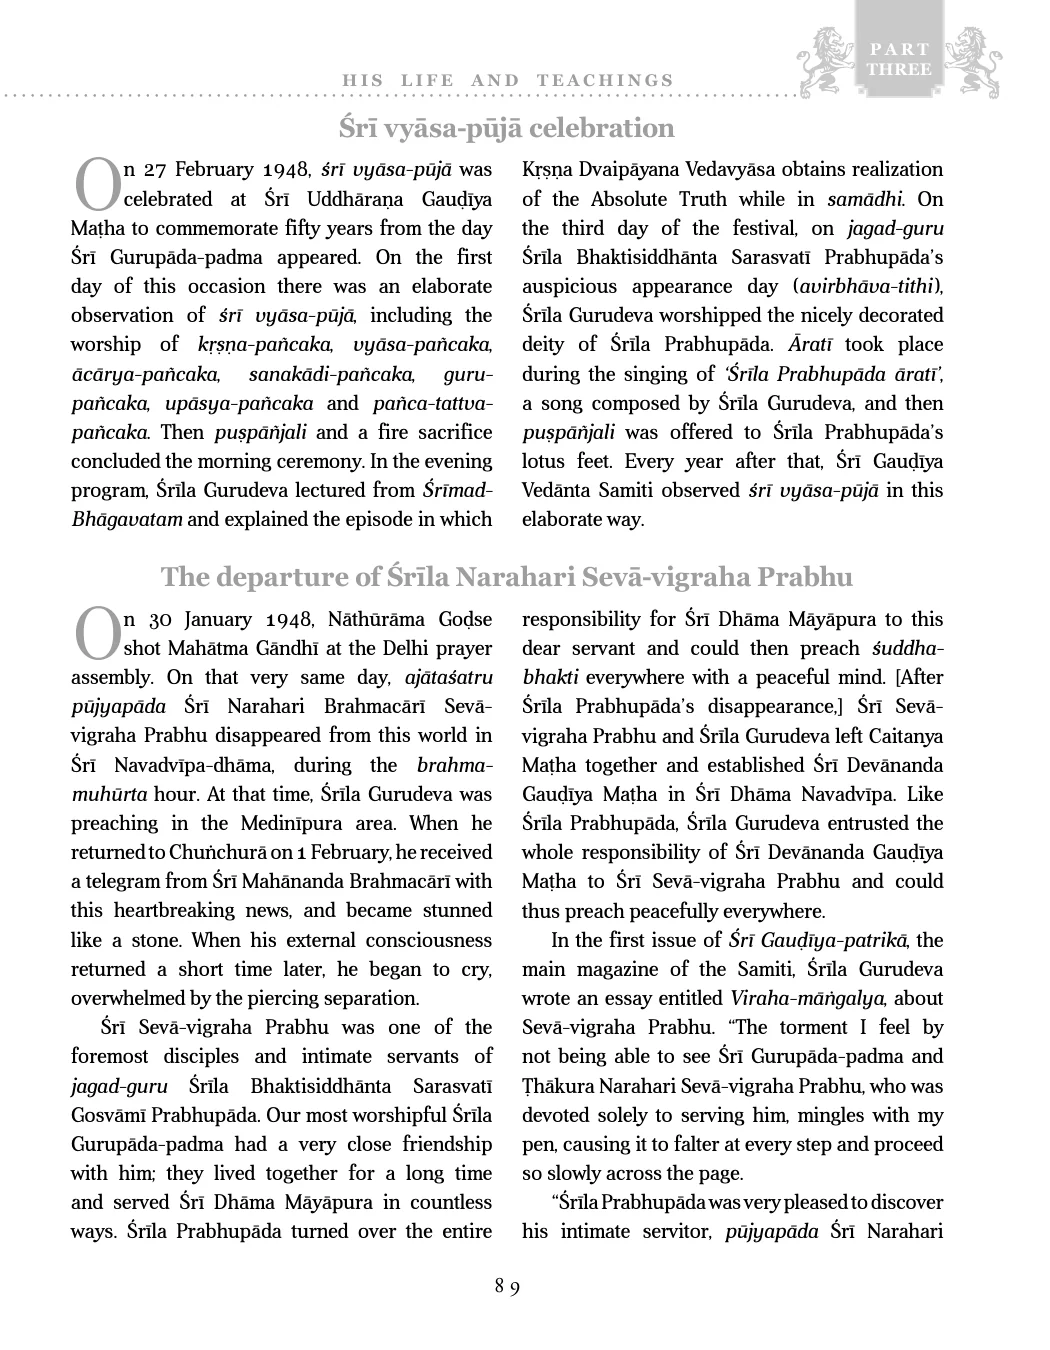 PART
THREE
HIS LIFE AND TEACHINGS
Śrī vyāsa-pūjā celebration
On 27 February 1948, śrī vyāsa-pūjā was
celebrated at Śrī Uddhāraṇa Gauḍīya
Maṭha to commemorate fifty years from the day
Śrī Gurupāda-padma appeared. On the first
day of this occasion there was an elaborate
observation of śrī vyāsa-pūjā, including the
worship of kṛṣṇa-pañcaka, vyāsa-pañcaka,
ācārya-pañcaka, sanakādi-pañcaka, guru-
pañcaka, upāsya-pañcaka and pañca-tattva-
pañcaka. Then puṣpāñjali and a fire sacrifice
concluded the morning ceremony. In the evening
program, Śrīla Gurudeva lectured from Śrīmad-
Bhāgavatam and explained the episode in which
Kṛṣṇa Dvaipāyana Vedavyāsa obtains realization
of the Absolute Truth while in samādhi. On
the third day of the festival, on jagad-guru
Śrīla Bhaktisiddhānta Sarasvatī Prabhupāda’s
auspicious appearance day (avirbhāva-tithi),
Śrīla Gurudeva worshipped the nicely decorated
deity of Śrīla Prabhupāda. Āratī took place
during the singing of ‘Śrīla Prabhupāda āratī’,
a song composed by Śrīla Gurudeva, and then
puṣpāñjali was offered to Śrīla Prabhupāda’s
lotus feet. Every year after that, Śrī Gauḍīya
Vedānta Samiti observed śrī vyāsa-pūjā in this
elaborate way.
The departure of Śrīla Narahari Sevā-vigraha Prabhu
On 30 January 1948, Nāthūrāma Goḍse
shot Mahātma Gāndhī at the Delhi prayer
assembly. On that very same day, ajātaśatru
pūjyapāda Śrī Narahari Brahmacārī Sevā-
vigraha Prabhu disappeared from this world in
Śrī Navadvīpa-dhāma, during the brahma-
muhūrta hour. At that time, Śrīla Gurudeva was
preaching in the Medinīpura area. When he
returned to Chuṅchurā on 1 February, he received
a telegram from Śrī Mahānanda Brahmacārī with
this heartbreaking news, and became stunned
like a stone. When his external consciousness
returned a short time later, he began to cry,
overwhelmed by the piercing separation.
Śrī Sevā-vigraha Prabhu was one of the
foremost disciples and intimate servants of
jagad-guru Śrīla Bhaktisiddhānta Sarasvatī
Gosvāmī Prabhupāda. Our most worshipful Śrīla
Gurupāda-padma had a very close friendship
with him; they lived together for a long time
and served Śrī Dhāma Māyāpura in countless
ways. Śrīla Prabhupāda turned over the entire
responsibility for Śrī Dhāma Māyāpura to this
dear servant and could then preach śuddha-
bhakti everywhere with a peaceful mind. [After
Śrīla Prabhupāda’s disappearance,] Śrī Sevā-
vigraha Prabhu and Śrīla Gurudeva left Caitanya
Maṭha together and established Śrī Devānanda
Gauḍīya Maṭha in Śrī Dhāma Navadvīpa. Like
Śrīla Prabhupāda, Śrīla Gurudeva entrusted the
whole responsibility of Śrī Devānanda Gauḍīya
Maṭha to Śrī Sevā-vigraha Prabhu and could
thus preach peacefully everywhere.
In the first issue of Śrī Gauḍīya-patrikā, the
main magazine of the Samiti, Śrīla Gurudeva
wrote an essay entitled Viraha-māṅgalya, about
Sevā-vigraha Prabhu. “The torment I feel by
not being able to see Śrī Gurupāda-padma and
Ṭhākura Narahari Sevā-vigraha Prabhu, who was
devoted solely to serving him, mingles with my
pen, causing it to falter at every step and proceed
so slowly across the page.
“Śrīla Prabhupāda was very pleased to discover
his intimate servitor, pūjyapāda Śrī Narahari
89